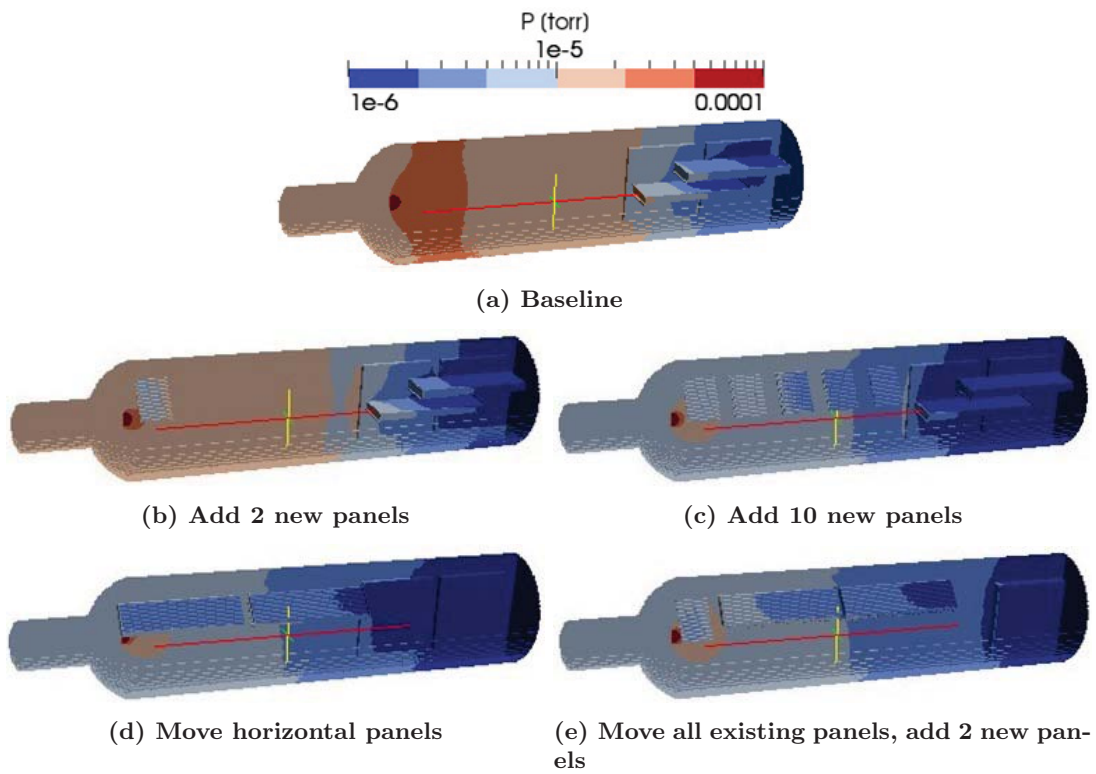 P (torr)
1e-5
1e-6 0.0001
(a) Baseline
(b) Add 2 new panels
(c) Add 10 new panels
(d) Move horizontal panels
(e) Move all existing panels, add 2 new pan-
els